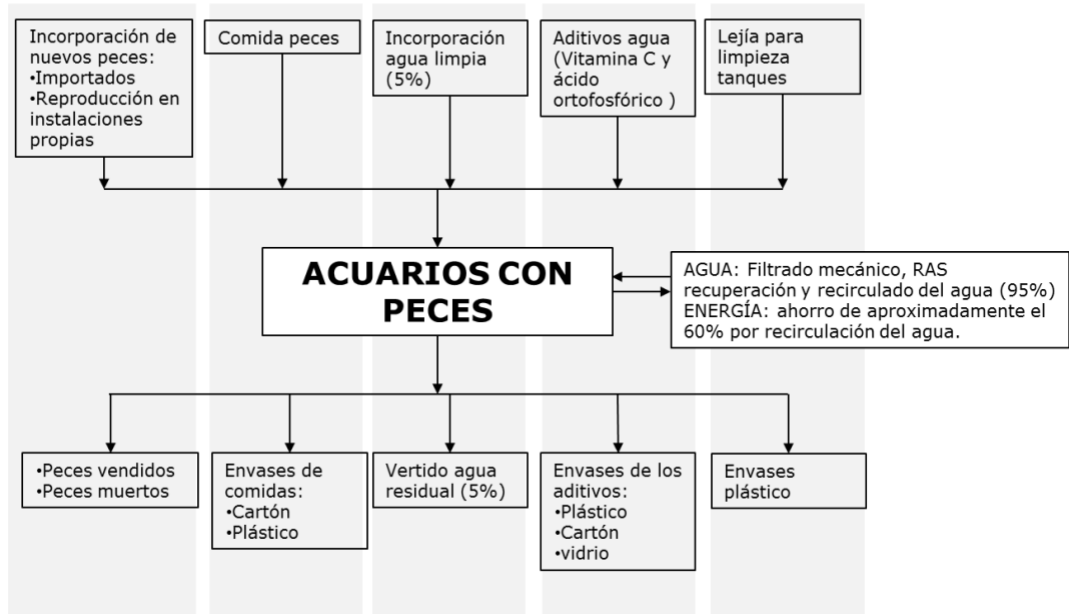 Incorporación de
nuevos peces:
•Importados
•Reproducción en
instalaciones
propias
Comida peces
Incorporación
agua limpia
(5%)
Aditivos agua
(Vitamina C y
ácido
ortofosfórico )
Lejía para
limpieza
tanques
ACUARIOS CON
PECES
AGUA: Filtrado mecánico, RAS
recuperación y recirculado del agua (95%)
ENERGÍA: ahorro de aproximadamente el
60% por recirculación del agua.
•Peces vendidos
•Peces muertos
Envases de
comidas:
•Cartón
•Plástico
Vertido agua
residual (5%)
Envases de los
aditivos:
•Plástico
•Cartón
•vidrio
Envases
plástico